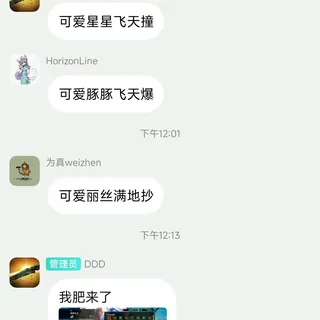 可爱星星飞天撞
HorizonLine
可爱豚豚飞天爆
下午12:01
为真weizhen
可爱丽丝满地抄
下午12:13
管理员 DDD
我肥来了